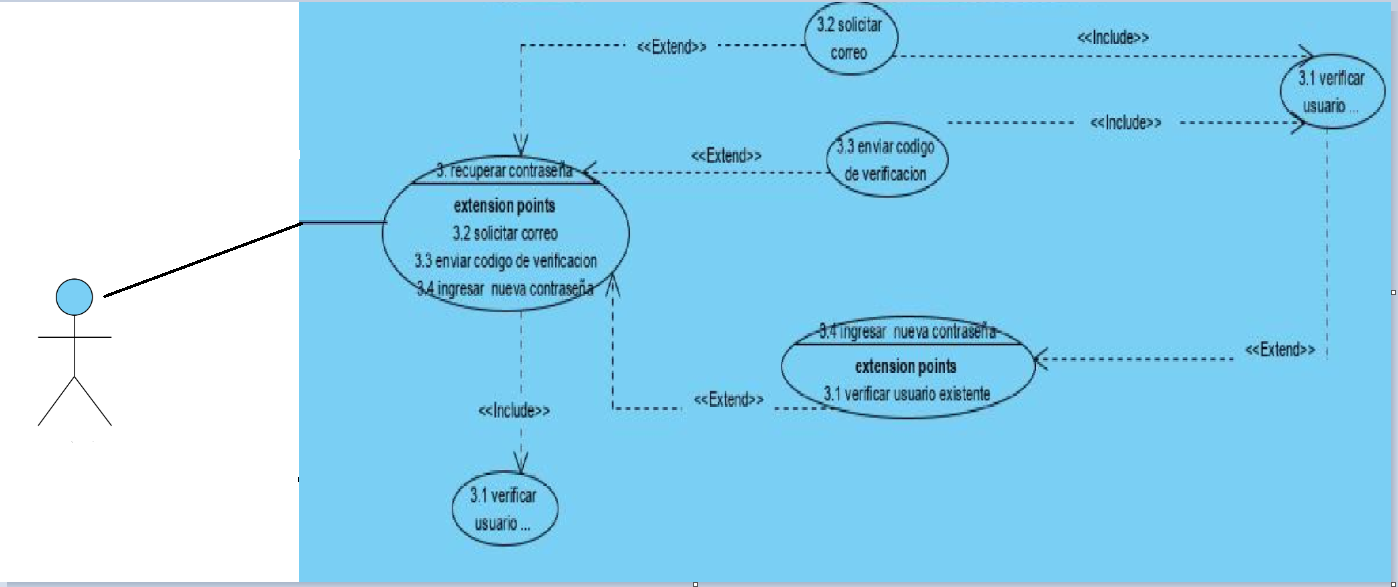 3.2 solicitar
correo
<<Extend>>
<<Include>>
3.1 verificar
usuario ...
<<Include>>
3.3 enviar codigo
de verificacion
<<Extend>>
3. recuperar contraseña
extension points
3.2 solicitar correo
3.3 enviar codigo de verificacion
3.4 ingresar nueva contraseña
3.4 ingresar nueva contraseña
extension points
3.1 verificar usuario existente
<<Extend>>
<<Extend>>
<<Include>>
3.1 verificar
usuario ...